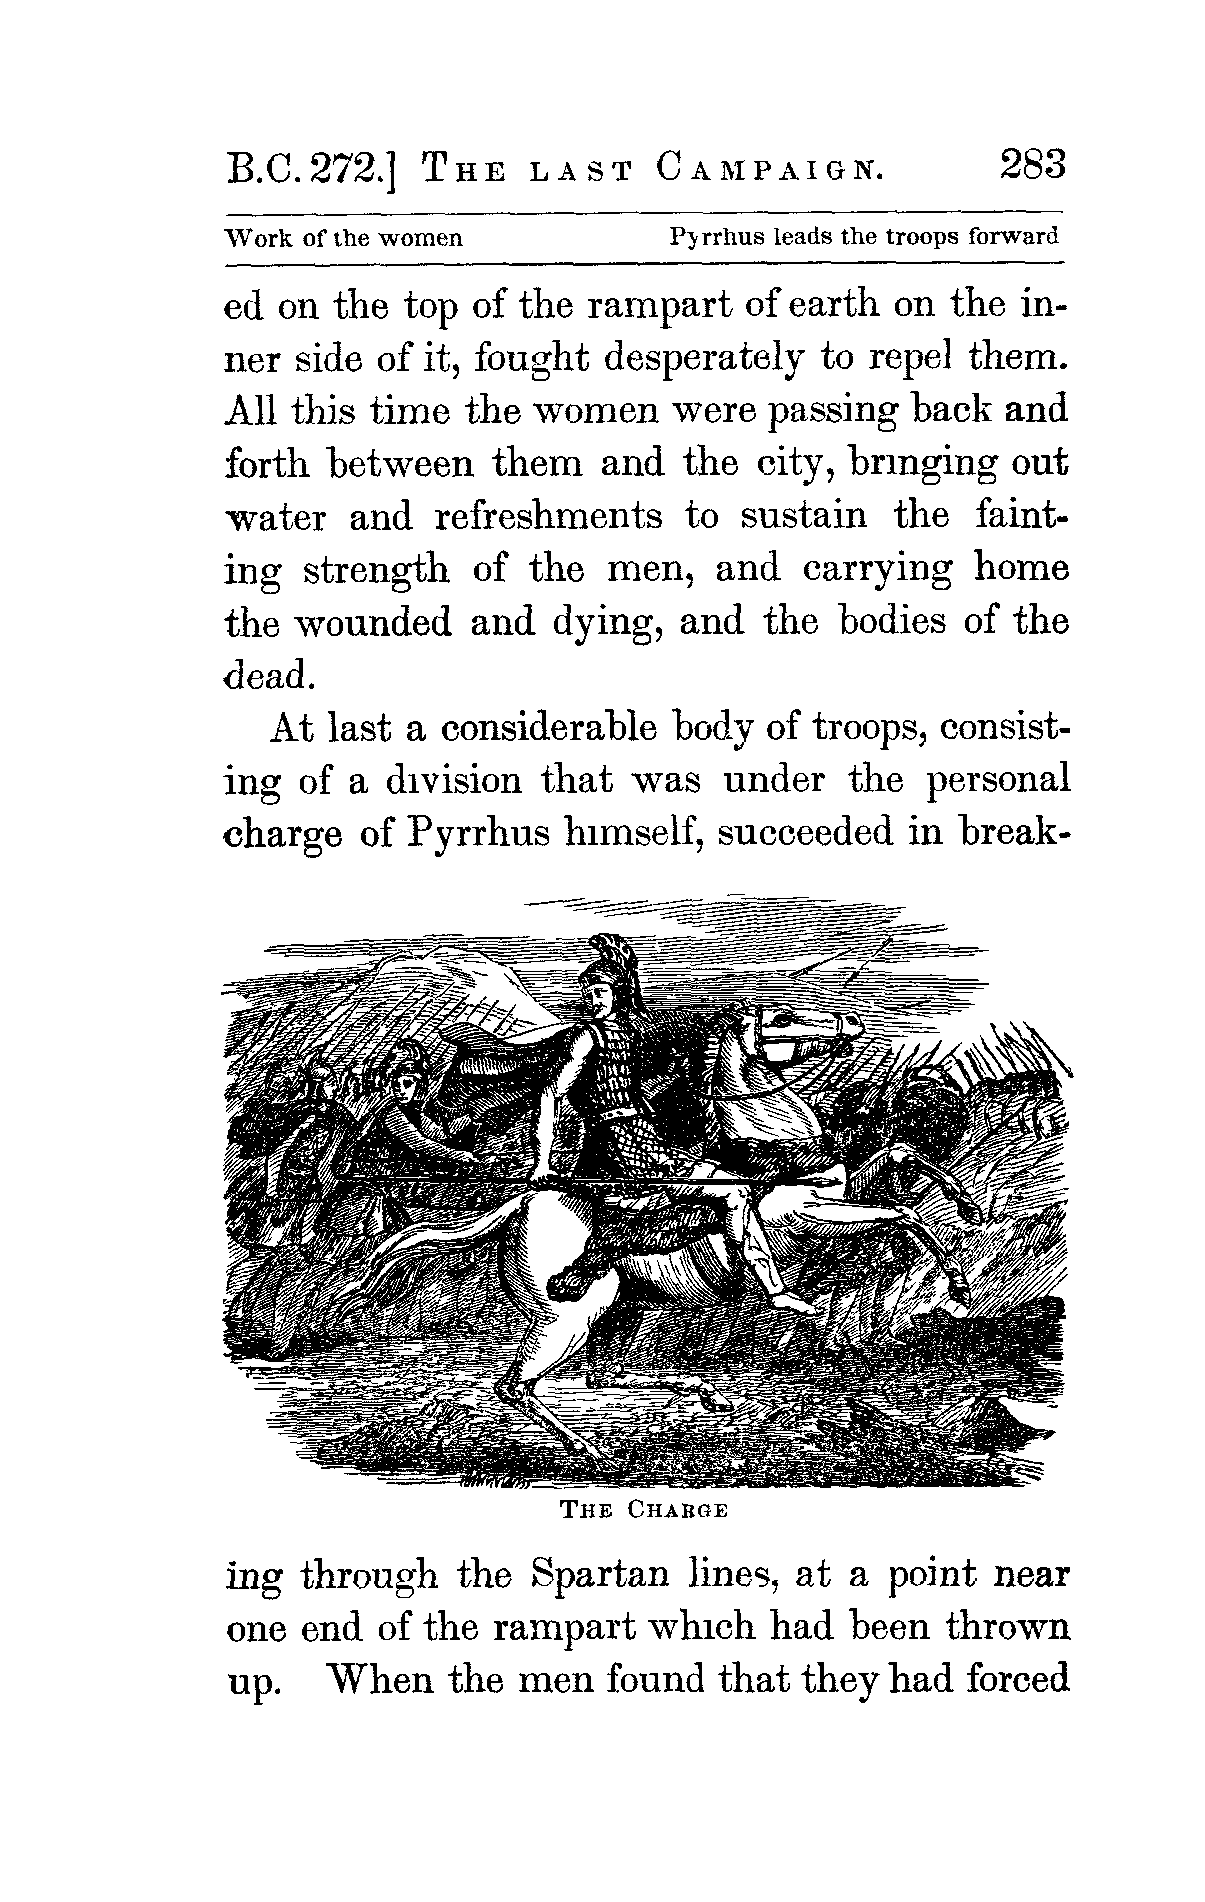 B.C. 272.] THE LAST CAMPAIGN. 283
Work of the women Pyrrhus leads the troops forward
ed on the top of the rampart of earth on the in-
ner side of it, fought desperately to repel them.
All this time the women were passing back and
forth between them and the city, bringing out
water and refreshments to sustain the faint-
ing strength of the men, and carrying home
the wounded and dying, and the bodies of the
dead.
At last a considerable body of troops, consist-
ing of a division that was under the personal
charge of Pyrrhus himself, succeeded in break-
THE CHARGE
ing through the Spartan lines, at a point near
one end of the rampart which had been thrown
up. When the men found that they had forced